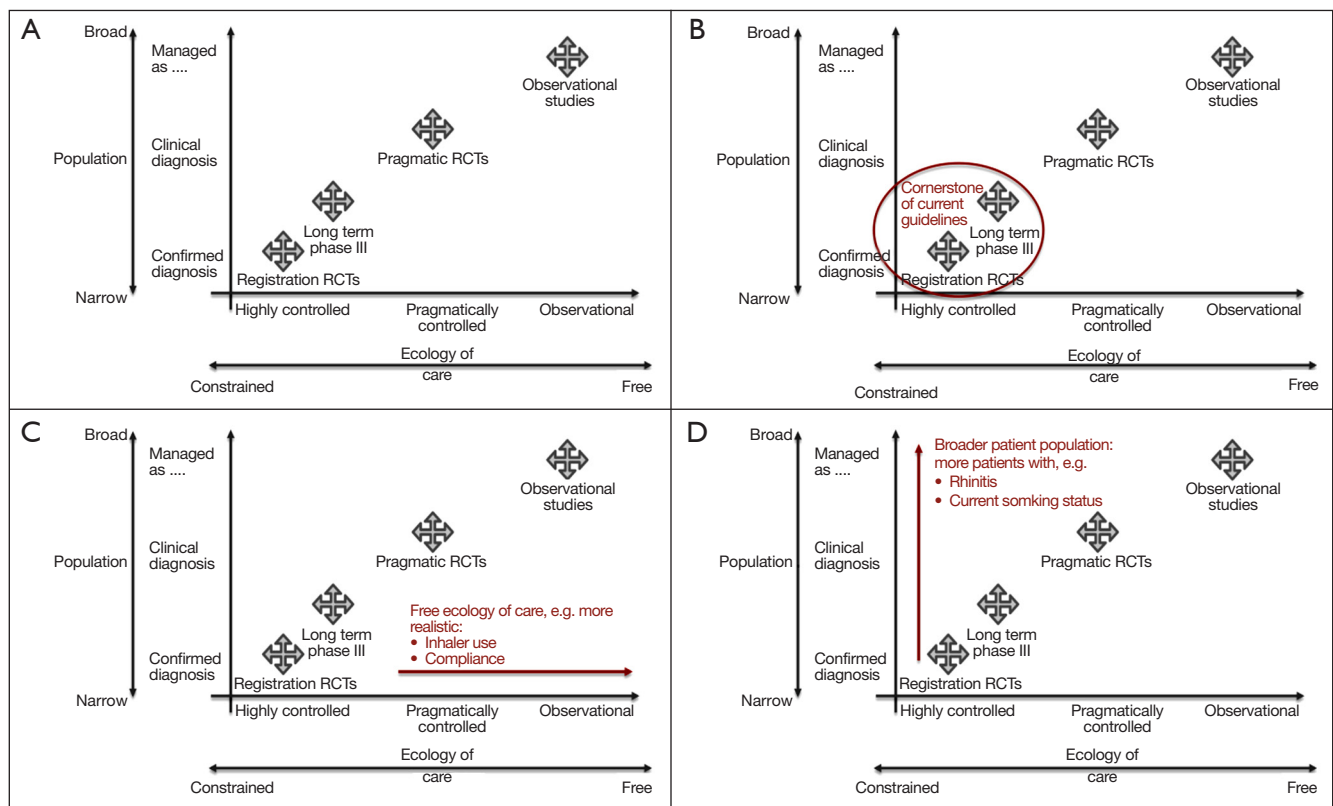 A
Broad
Managed
as ....
Observational
studies
Clinical
diagnosis
Population
Pragmatic RCTs
Long term
phase III
Confirmed
diagnosis
Registration RCTs
Narrow
Highly controlled
Pragmatically
controlled
Observational
Ecology of
care
Constrained
Free
B
Broad
Managed
as ....
Observational
studies
Clinical
diagnosis
Population
Pragmatic RCTs
Cornerstone
of current
guidelines
Long term
phase III
Confirmed
diagnosis
Registration RCTs
Narrow
Highly controlled
Pragmatically
controlled
Observational
Ecology of
care
Constrained
Free
C
Broad
Managed
as ....
Observational
studies
Clinical
diagnosis
Population
Pragmatic RCTs
Free ecology of care, e.g. more
realistic:
• Inhaler use
• Compliance
Long term
phase III
Confirmed
diagnosis
Registration RCTs
Narrow
Highly controlled
Pragmatically
controlled
Observational
Ecology of
care
Constrained
Free
D
Broad
Managed
as ....
Broader patient population:
more patients with, e.g.
• Rhinitis
• Current somking status
Observational
studies
Clinical
diagnosis
Population
Pragmatic RCTs
Long term
phase III
Confirmed
diagnosis
Registration RCTs
Narrow
Highly controlled
Pragmatically
controlled
Observational
Ecology of
care
Constrained
Free